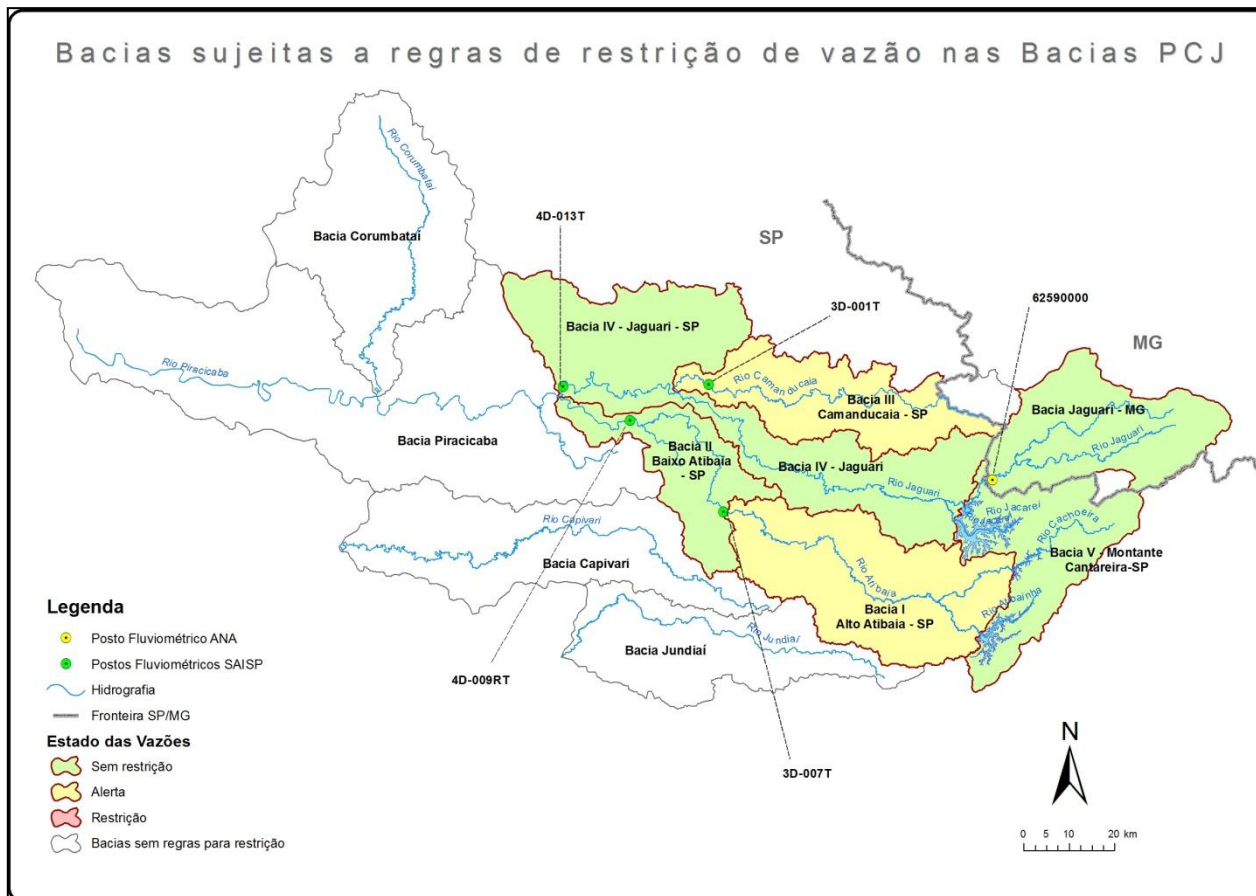 Bacias sujeitas a regras de restrição de vazão nas Bacias PCJ
Rio Corumbataí
Bacia Corumbataí
4D-013T
SP
3D-001T
62590000
MG
Bacia IV - Jaguari - SP
Rio Piracicaba
Rio Camanducaia
Bacia III
Camanducaia - SP
Bacia Jaguari - MG
Rio Jaguari
Bacia Piracicaba
Bacia II
Baixo Atibaia
- SP
Bacia IV - Jaguari
Rio Jaguari
Rio Jacareí
Rio Cachoeira
Bacia V - Montante
Cantareira-SP
Rio Capivari
Bacia Capivari
Rio Atibaia
Rio Atibainha
Bacia I
Alto Atibaia - SP
Rio Jundiaí
Bacia Jundiaí
4D-009RT
3D-007T
Legenda
Posto Fluviométrico ANA
Postos Fluviométricos SAISP
Hidrografia
Fronteira SP/MG
Estado das Vazões
Sem restrição
Alerta
Restrição
Bacias sem regras para restrição
N
0 5 10 20 km